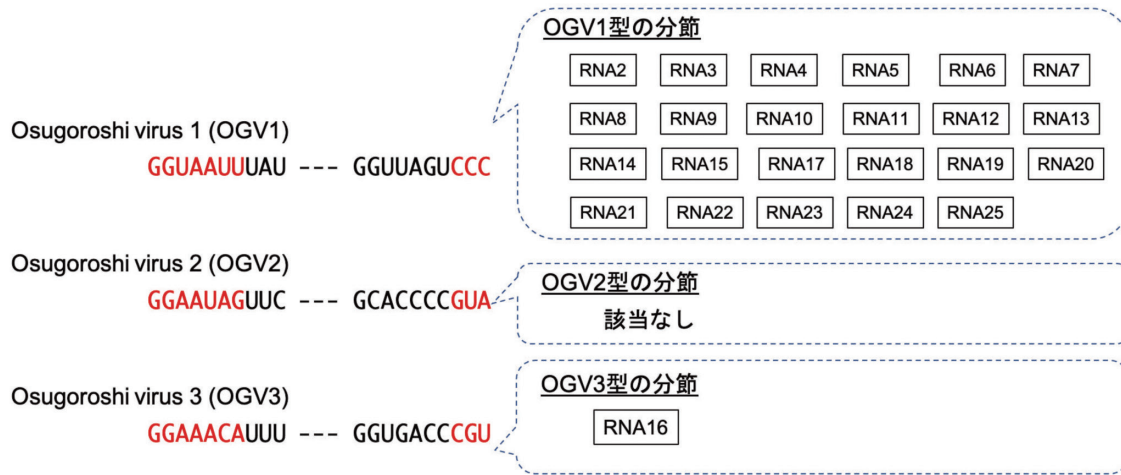 OGV1型の分節
RNA2 RNA3 RNA4 RNA5 RNA6 RNA7
RNA8 RNA9 RNA10 RNA11 RNA12 RNA13
Osugoroshi virus 1 (OGV1)
GGUAAUUUAU --- GGUUAGUCCC
RNA14 RNA15 RNA17 RNA18 RNA19 RNA20
RNA21 RNA22 RNA23 RNA24 RNA25
Osugoroshi virus 2 (OGV2)
GGAAUAGUUC --- GCACCCCGUA
OGV2型の分節
該当なし
Osugoroshi virus 3 (OGV3)
GGAAACAUUU --- GGUGACCCGU
OGV3型の分節
RNA16